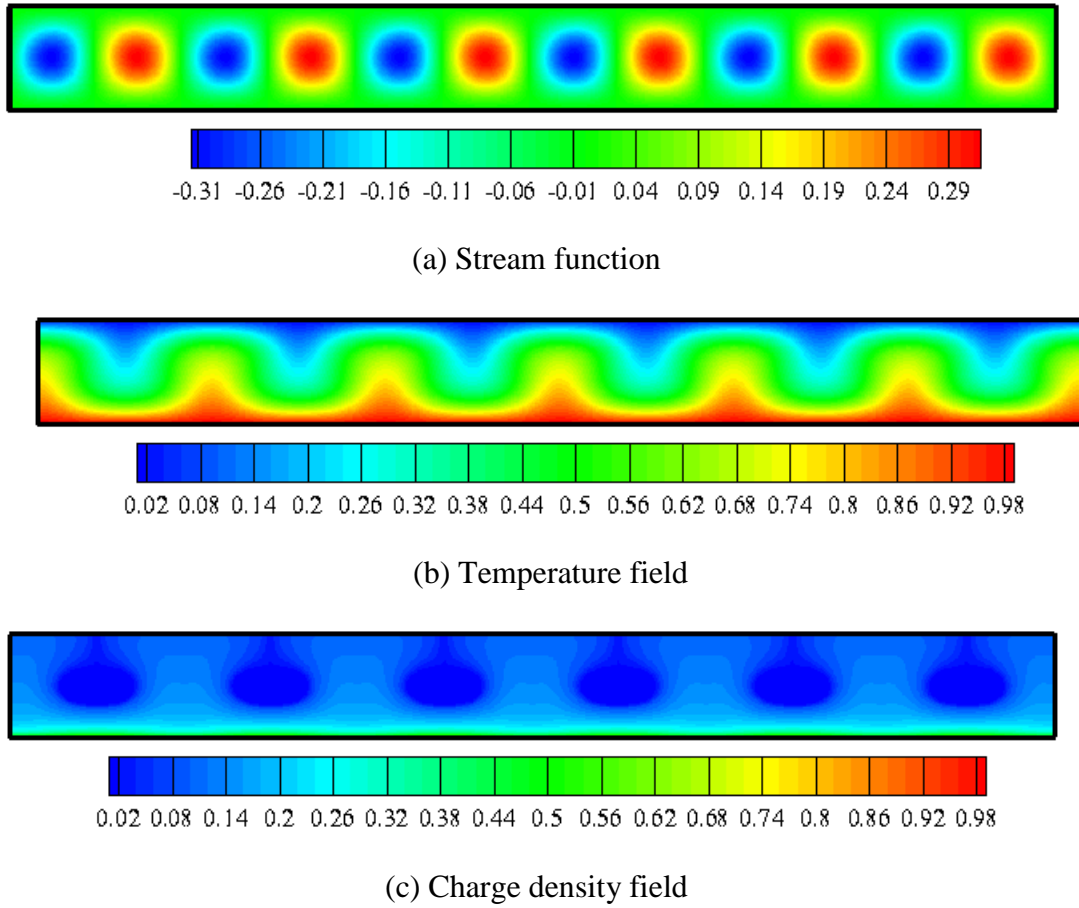 -0.31 -0.26 -0.21 -0.16 -0.11 -0.06 -0.01 0.04 0.09 0.14 0.19 0.24 0.29
(a) Stream function
0.02 0.08 0.14 0.2 0.26 0.32 0.38 0.44 0.5 0.56 0.62 0.68 0.74 0.8 0.86 0.92 0.98
(b) Temperature field
0.02 0.08 0.14 0.2 0.26 0.32 0.38 0.44 0.5 0.56 0.62 0.68 0.74 0.8 0.86 0.92 0.98
(c) Charge density field